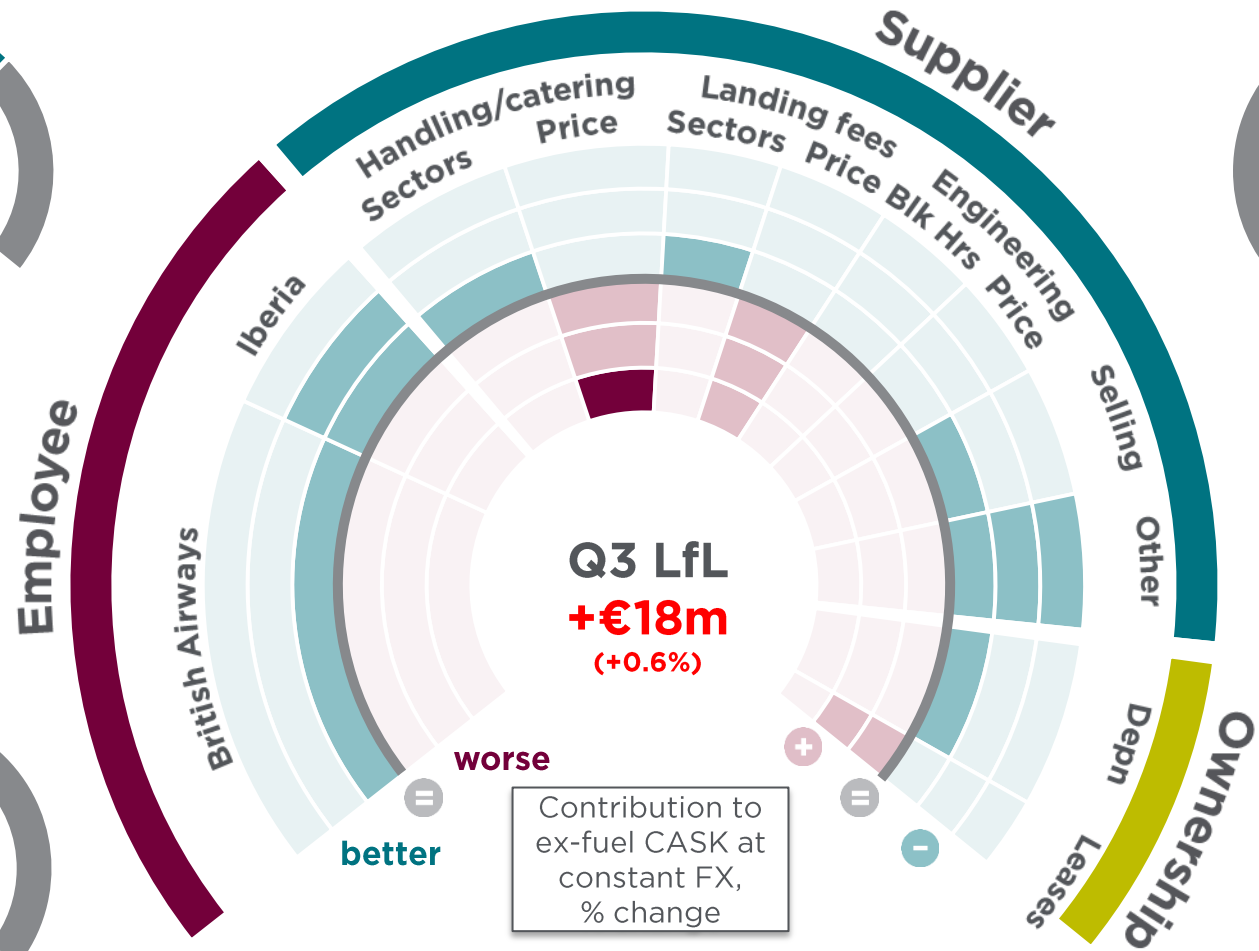 Supplier
Handling/catering
Sectors
Price
Landing fees
Sectors
Price
Engineering
Blk Hrs
Price
Selling
Other
Employee
Iberia
British Airways
Ownership
Depn
Leases
Q3 LfL
+€18m
(+0.6%)
worse
=
better
+
=
-
Contribution to
ex-fuel CASK at
constant FX,
% change